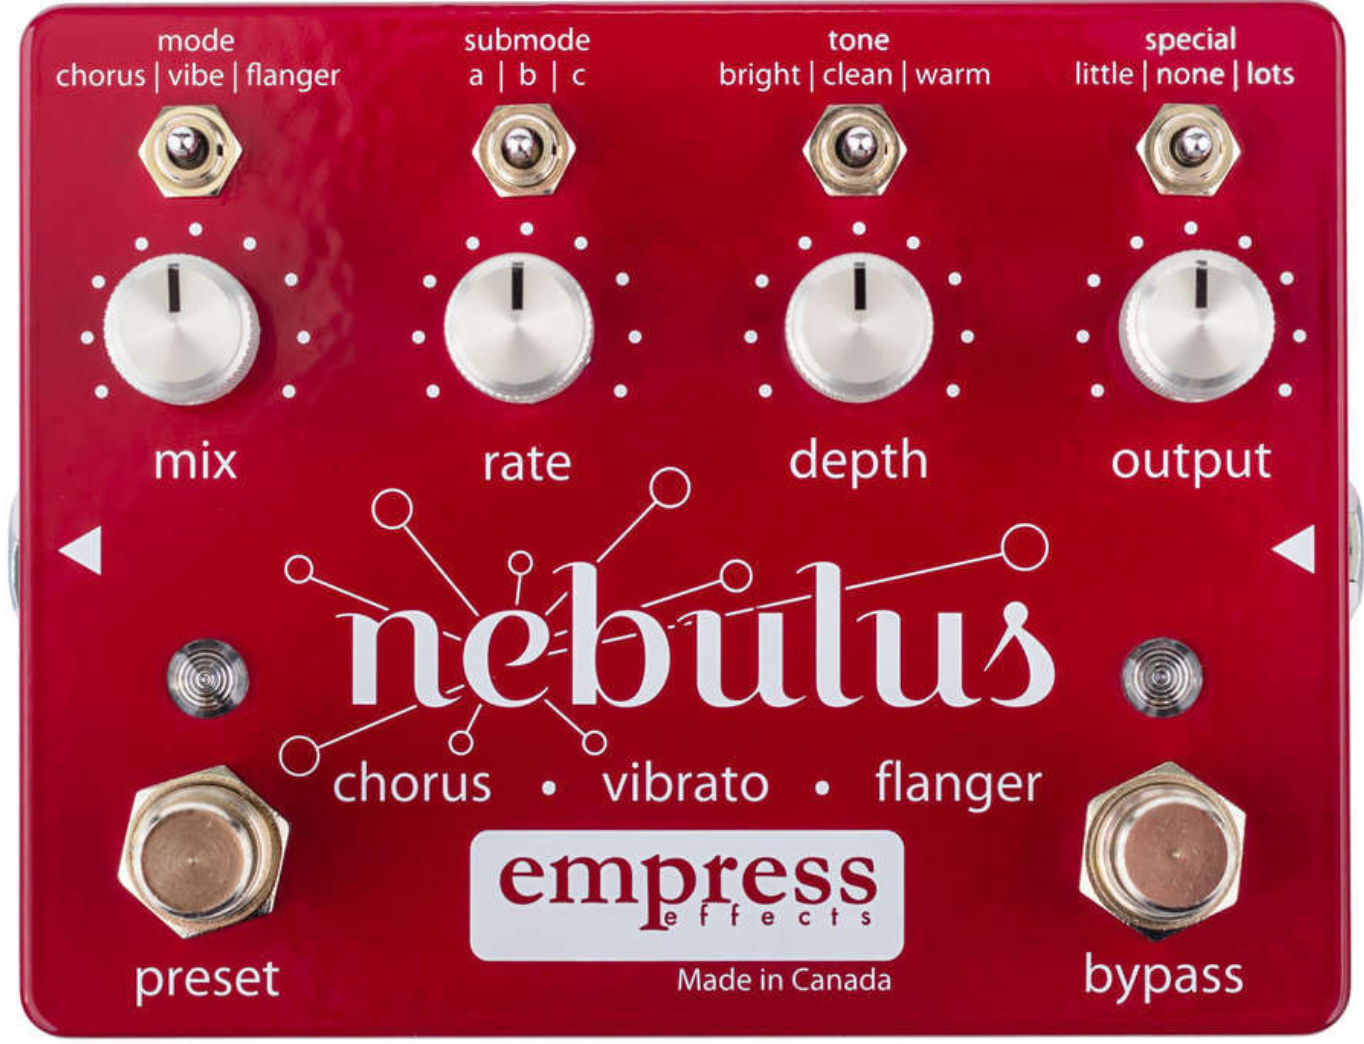 mode
chorus | vibe | flanger
submode
a | b | c
tone
bright | clean | warm
special
little | none | lots
mix
rate
depth
output
nebulus
chorus • vibrato • flanger
empress
effects
Made in Canada
preset
bypass